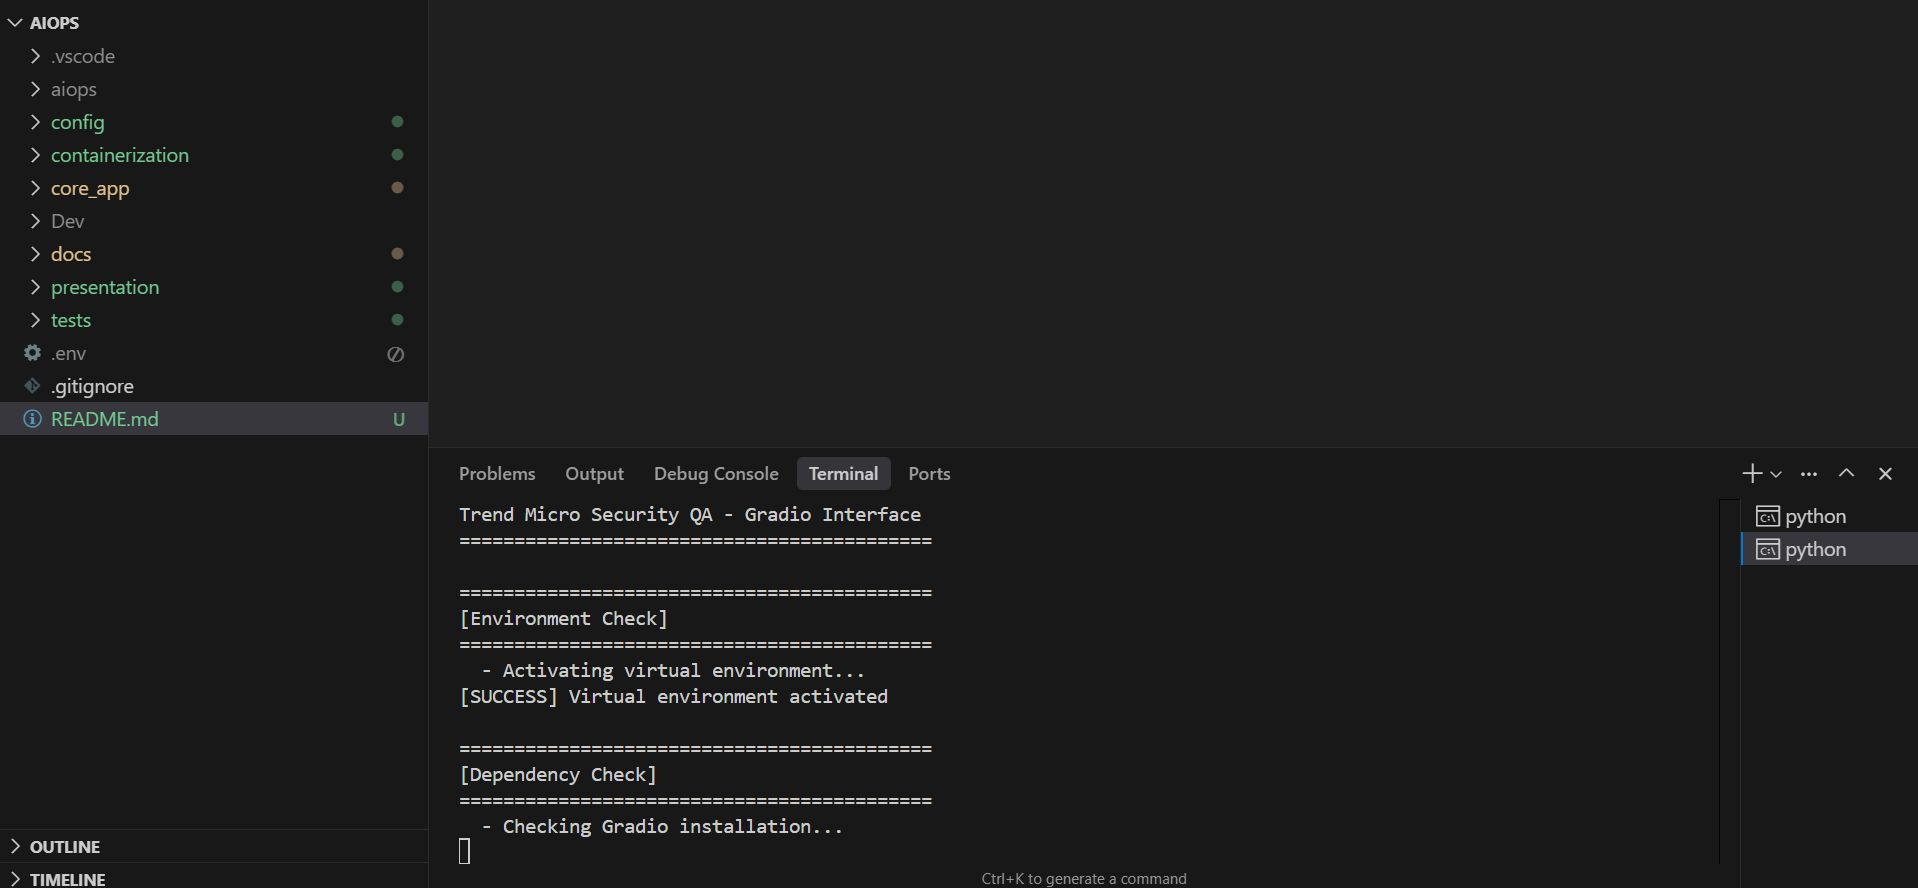 AIOPS
.vscode
aiops
config
containerization
core_app
Dev
docs
presentation
tests
.env
.gitignore
README.md U
OUTLINE
TIMELINE
Problems Output Debug Console Terminal Ports
Trend Micro Security QA - Gradio Interface
===========================================
===========================================
[Environment Check]
===========================================
- Activating virtual environment...
[SUCCESS] Virtual environment activated
===========================================
[Dependency Check]
===========================================
- Checking Gradio installation...
Ctrl+K to generate a command
python
python